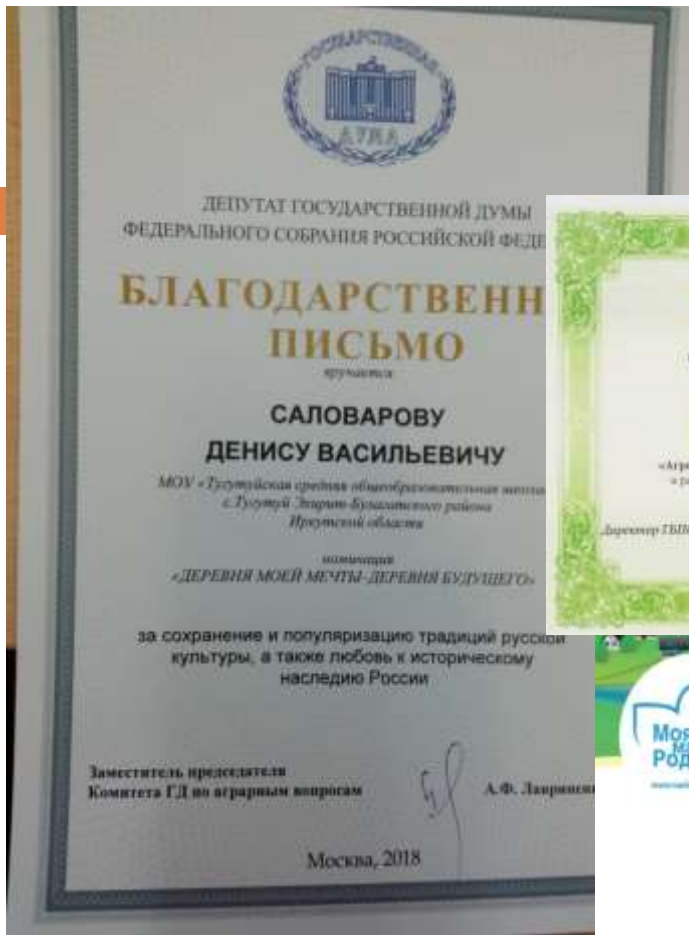 ГОСУДАРСТВЕННАЯ
ДУМА
ДЕПУТАТ ГОСУДАРСТВЕННОЙ ДУМЫ
ФЕДЕРАЛЬНОГО СОБРАНИЯ РОССИЙСКОЙ ФЕДЕ
БЛАГОДАРСТВЕНН
ПИСЬМО
вручается
САЛОВАРОВУ
ДЕНИСУ ВАСИЛЬЕВИЧУ
МОУ «Тугутуйская средняя общеобразовательная школа
с. Тугутуй Эхирит-Булагатского района
Иркутской области
номинация
«ДЕРЕВНЯ МОЕЙ МЕЧТЫ-ДЕРЕВНЯ БУДУЩЕГО»
за сохранение и популяризацию традиций русской
культуры, а также любовь к историческому
наследию России
Заместитель председателя
Комитета ГД по аграрным вопросам
А.Ф.
Москва, 2018
Директор
Моя